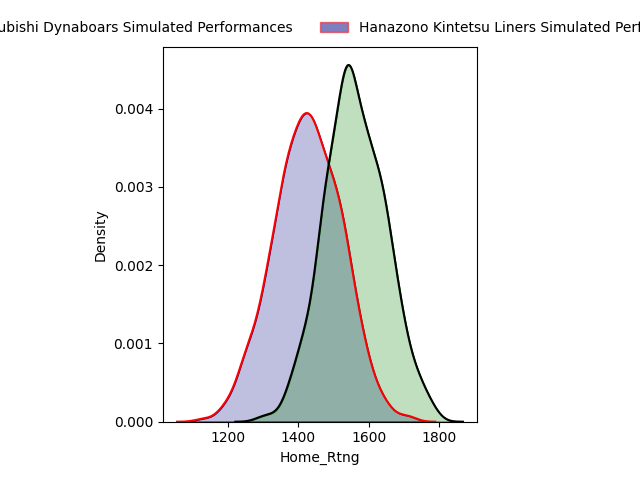 ubishi Dynaboars Simulated Performances Hanazono Kintetsu Liners Simulated Perf
0.004
0.003
0.002
0.001
0.000
Density
1200 1400 1600 1800
Home_Rtng